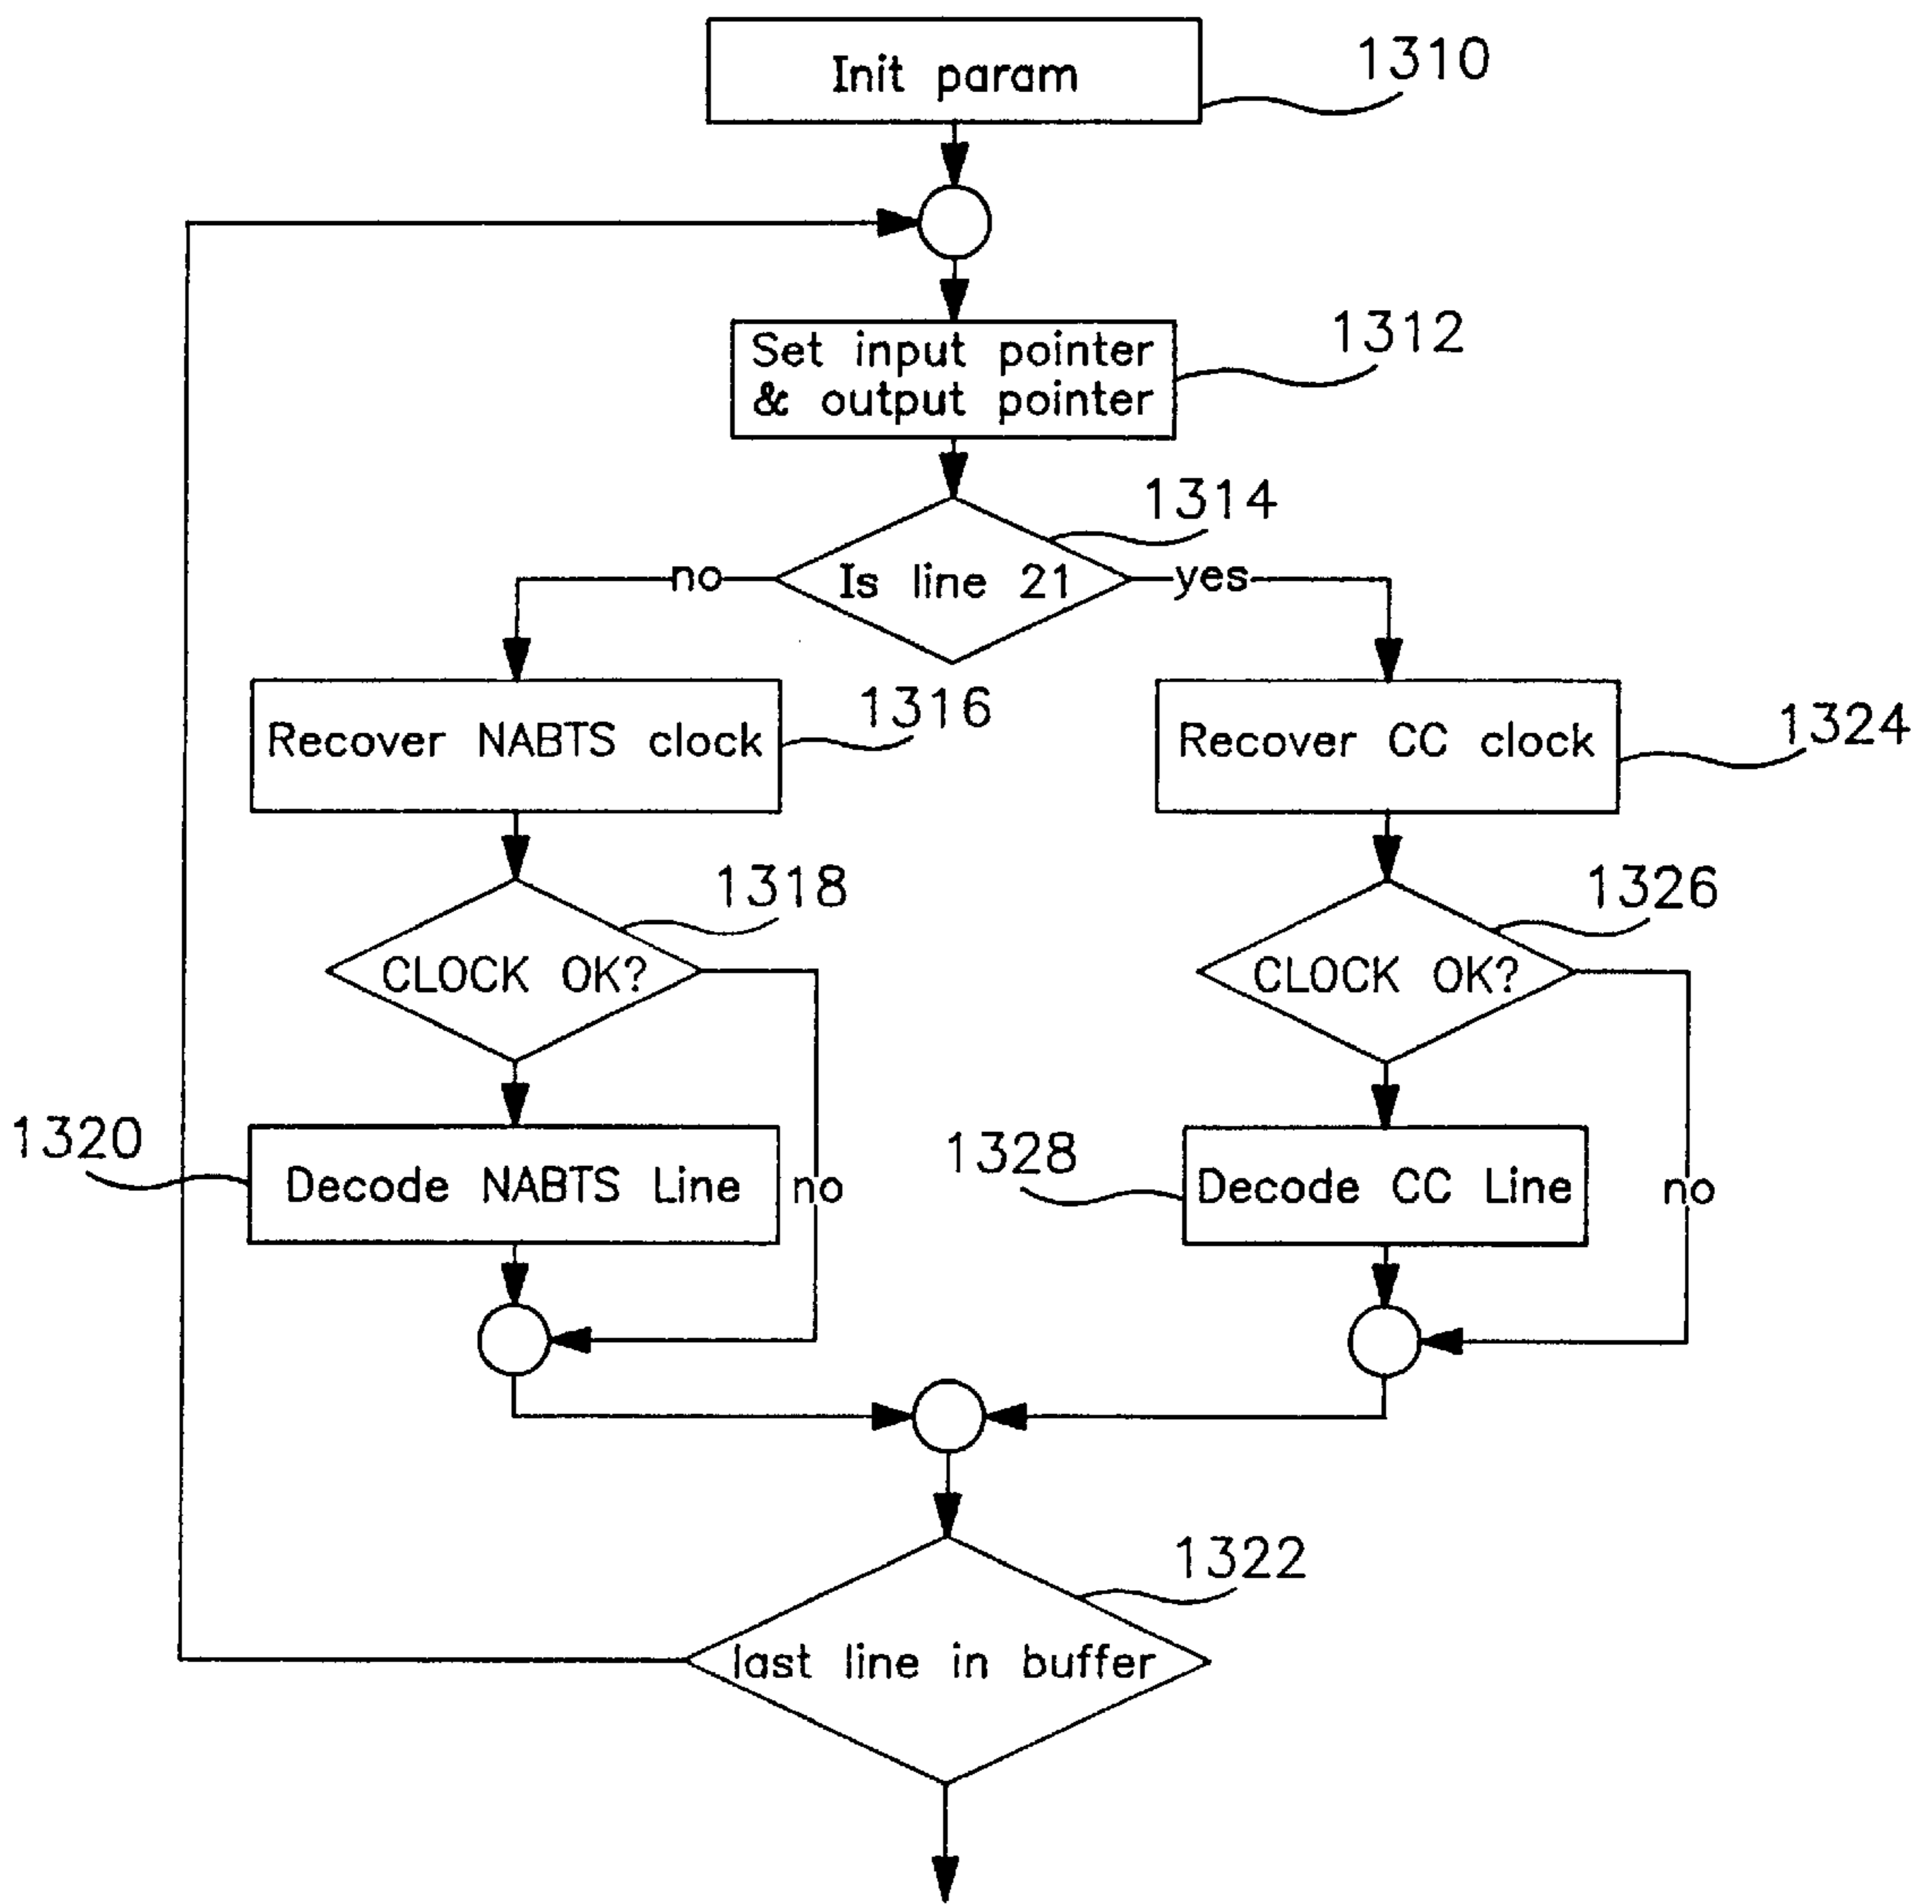 Init param
1310
Set input pointer
& output pointer
1312
1314
Is line 21
no
yes
Recover NABTS clock
1316
Recover CC clock
1324
CLOCK OK?
1318
CLOCK OK?
1326
1320
Decode NABTS Line
no
1328
Decode CC Line
no
1322
last line in buffer